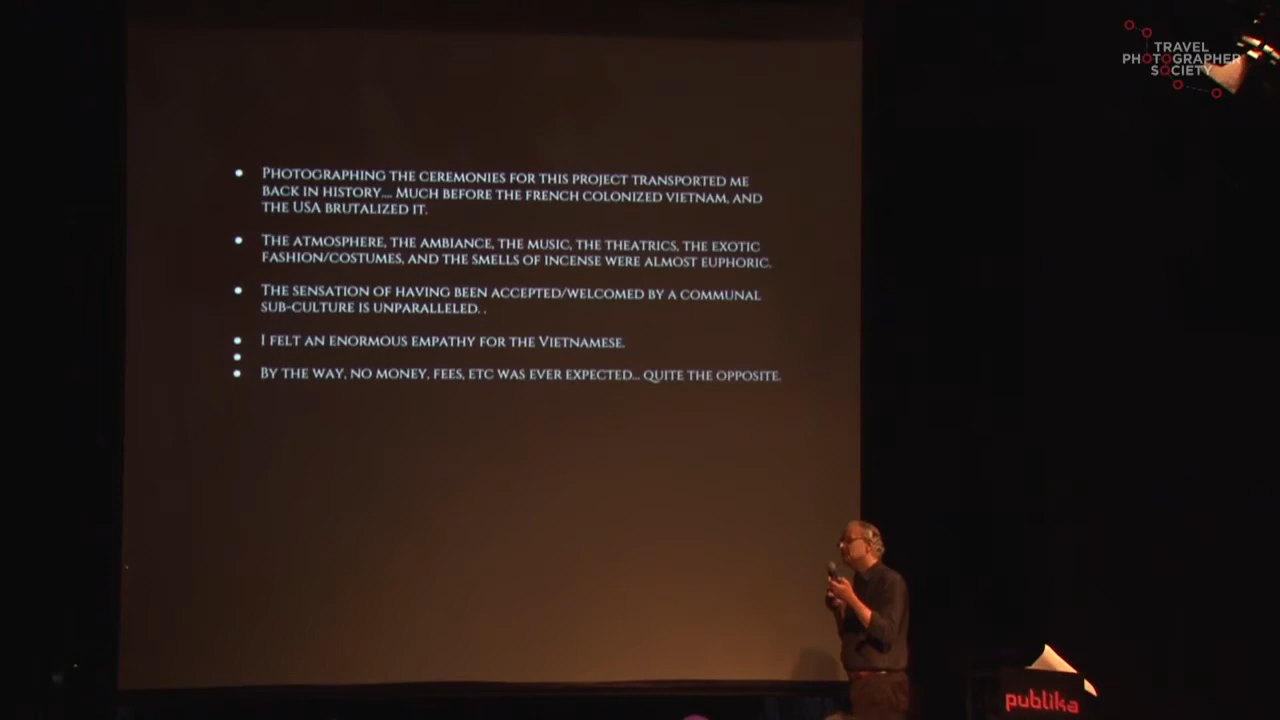 TRAVEL
PHOTOGRAPHER
SOCIETY
• PHOTOGRAPHING THE CEREMONIES FOR THIS PROJECT TRANSPORTED ME
BACK IN HISTORY.... MUCH BEFORE THE FRENCH COLONIZED VIETNAM, AND
THE USA BRUTALIZED IT.
• THE ATMOSPHERE, THE AMBIANCE, THE MUSIC, THE THEATRICS, THE EXOTIC
FASHION/COSTUMES, AND THE SMELLS OF INCENSE WERE ALMOST EUPHORIC.
• THE SENSATION OF HAVING BEEN ACCEPTED/WELCOMED BY A COMMUNAL
SUB-CULTURE IS UNPARALLELED. .
• I FELT AN ENORMOUS EMPATHY FOR THE VIETNAMESE.
•
• BY THE WAY, NO MONEY, FEES, ETC WAS EVER EXPECTED... QUITE THE OPPOSITE.
publika